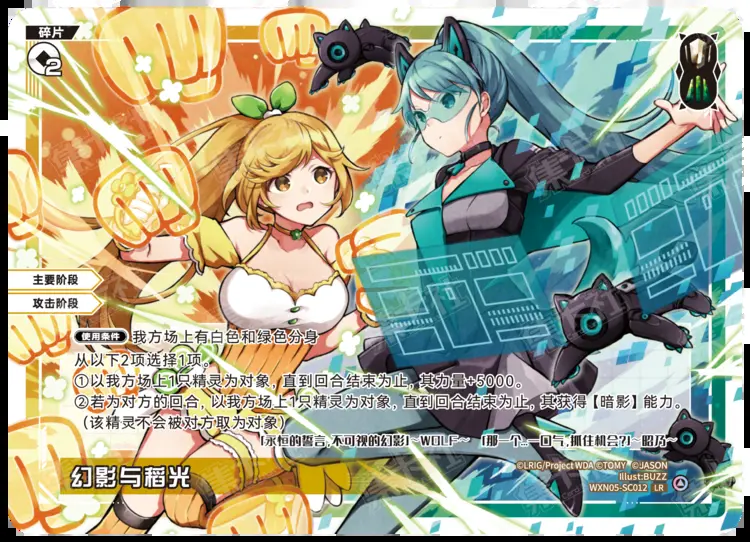 碎片
2
主要阶段
攻击阶段
使用条件 我方场上有白色和绿色分身
从以下2项选择1项。
①以我方场上1只精灵为对象,直到回合结束为止,其力量+5000。
②若为对方的回合,以我方场上1只精灵为对象,直到回合结束为止,其获得【暗影】能力。
(该精灵不会被对方取为对象)
「永恒的誓言,不可视的幻影」~WOLF~ 「那一个..一口气,抓住机会?」~昭乃~
©LRIG/Project WDA ©TOMY ©JASON
Illust:BUZZ
幻影与稻光
WXN05-SC012 LR